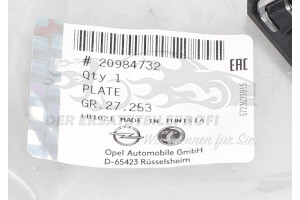 # 20984732
EAC
Qty 1
PLATE
GR.27.253
LB1021 MADE IN TUNISIA
Opel Automobile GmbH
D-65423 Rüsselsheim